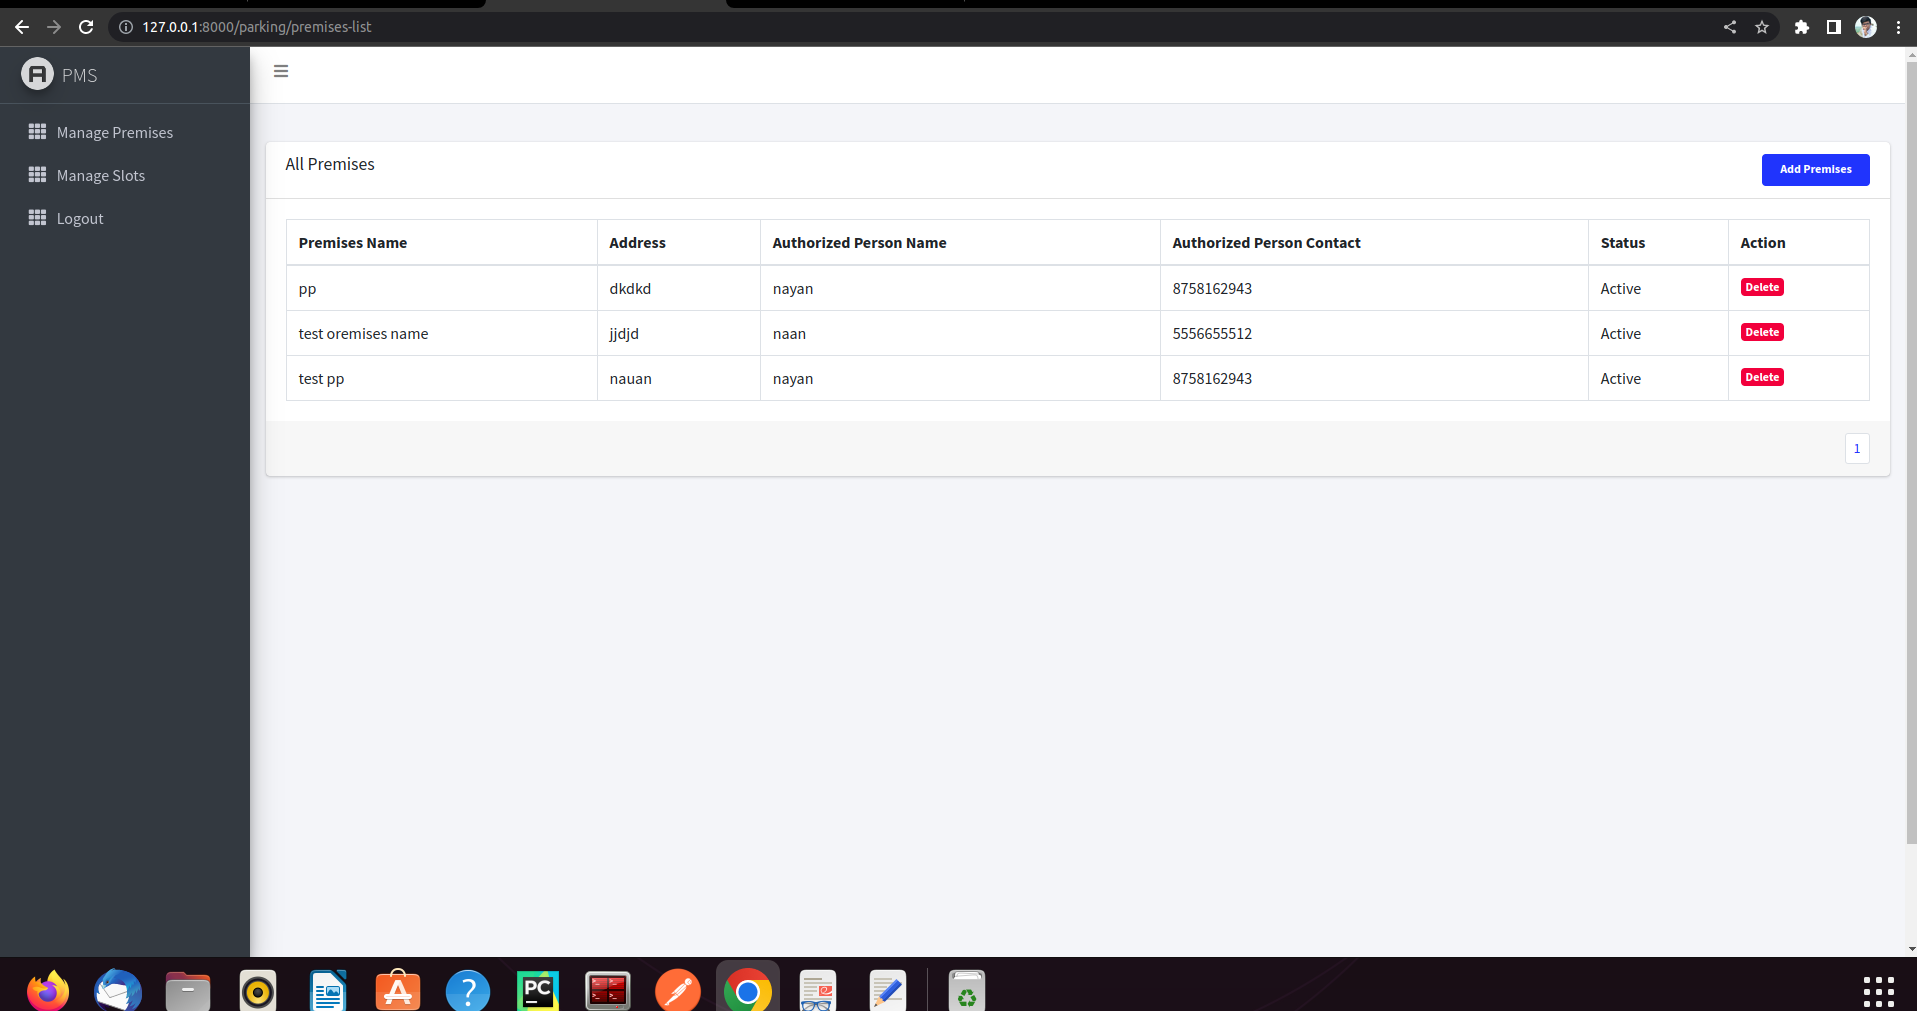 127.0.0.1:8000/parking/premises-list
PMS
Manage Premises
Manage Slots
Logout
All Premises
Add Premises
Premises Name Address Authorized Person Name Authorized Person Contact Status Action
pp dkdkd nayan 8758162943 Active Delete
test oremises name jjdjd naan 5556655512 Active Delete
test pp nauan nayan 8758162943 Active Delete
1
PC